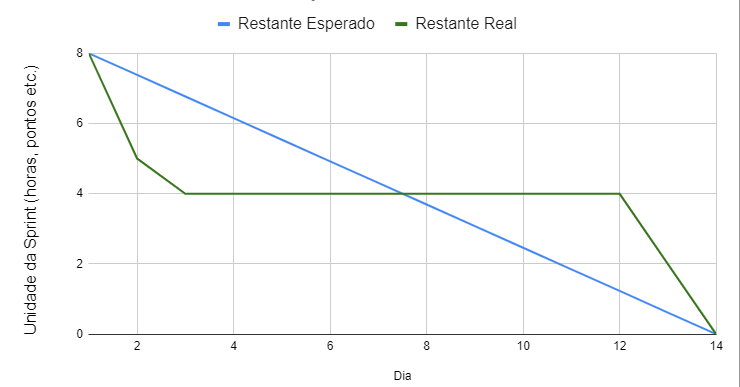 Restante Esperado Restante Real
Unidade da Sprint (horas, pontos etc.)
8
6
4
2
0
2 4 6 8 10 12 14
Dia